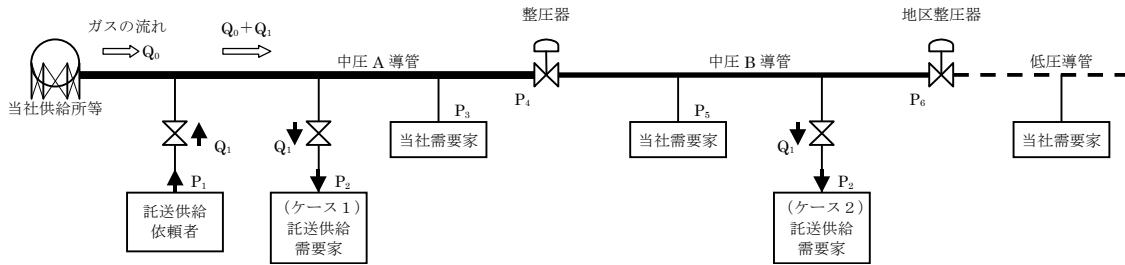 整圧器
地区整圧器
ガスの流れ
Q₀
Q₀＋Q₁
中圧 A 導管
中圧 B 導管
低圧導管
当社供給所等
P₄
P₆
P₃
P₅
当社需要家
当社需要家
当社需要家
Q₁
Q₁
Q₁
P₁
P₂
P₂
託送供給
依頼者
（ケース１）
託送供給
需要家
（ケース２）
託送供給
需要家